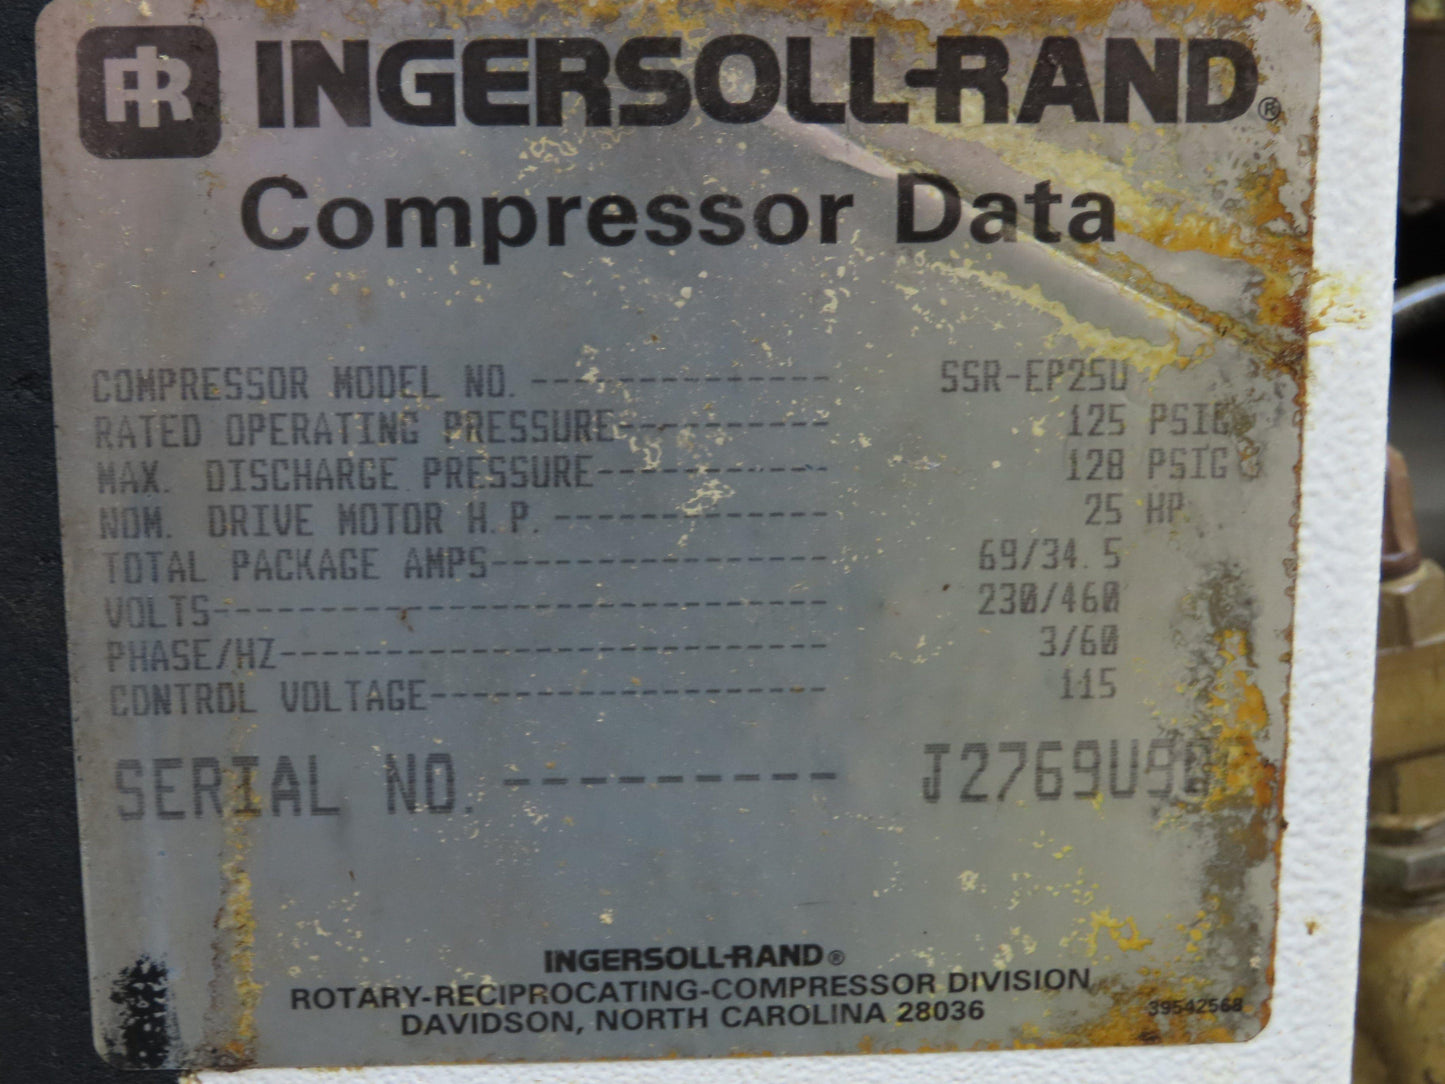 IR INGERSOLL-RAND®
Compressor Data
COMPRESSOR MODEL NO. -------------- SSR-EP25U
RATED OPERATING PRESSURE---------- 125 PSIG
MAX. DISCHARGE PRESSURE----------- 128 PSIG
NOM. DRIVE MOTOR H.P. ------------- 25 HP
TOTAL PACKAGE AMPS---------------- 69/34.5
VOLTS----------------------------- 230/460
PHASE/HZ-------------------------- 3/60
CONTROL VOLTAGE------------------- 115
SERIAL NO. ---------
INGERSOLL-RAND®
ROTARY-RECIPROCATING-COMPRESSOR DIVISION
DAVIDSON, NORTH CAROLINA 28036
39542568